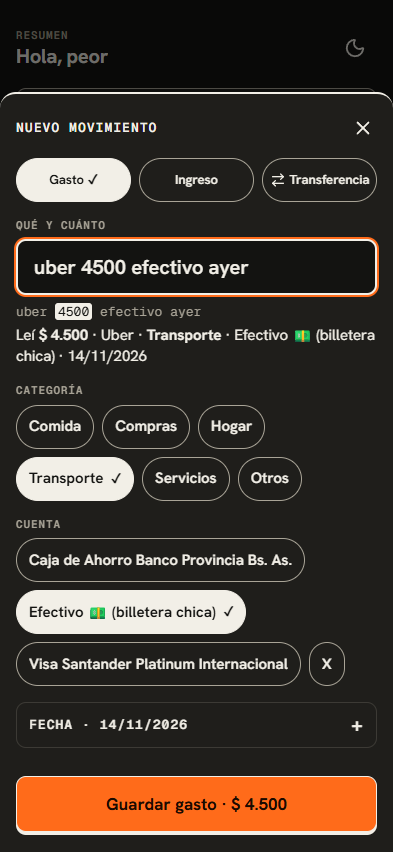 RESUMEN
Hola, peor
NUEVO MOVIMIENTO
Gasto ✓
Ingreso
⇄ Transferencia
QUÉ Y CUÁNTO
uber 4500 efectivo ayer
uber 4500 efectivo ayer
Leí $ 4.500 · Uber · Transporte · Efectivo 💵 (billetera
chica) · 14/11/2026
CATEGORÍA
Comida
Compras
Hogar
Transporte ✓
Servicios
Otros
CUENTA
Caja de Ahorro Banco Provincia Bs. As.
Efectivo 💵 (billetera chica) ✓
Visa Santander Platinum Internacional
X
FECHA · 14/11/2026
+
Guardar gasto · $ 4.500